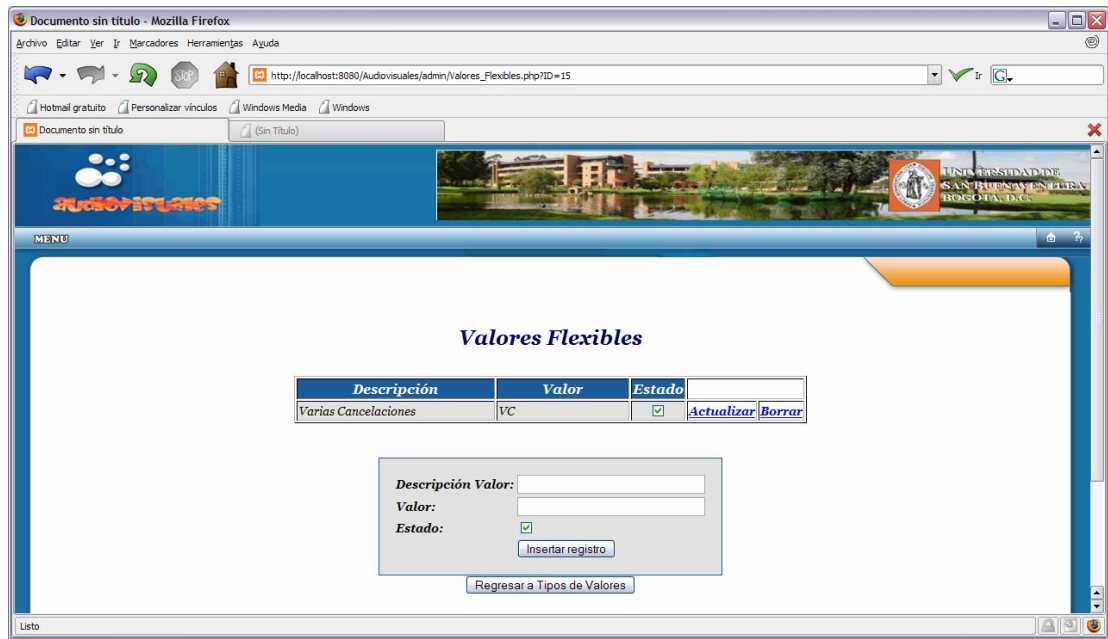 Documento sin título - Mozilla Firefox
Archivo Editar Ver Ir Marcadores Herramientas Ayuda
STOP http://localhost:8080/Audiovisuales/admin/Valores_Flexibles.php?ID=15 Ir G
Hotmail gratuito Personalizar vínculos Windows Media Windows
Documento sin título (Sin Título)
audiovisuales
UNIVERSIDAD DE
SAN BUENAVENTURA
BOGOTA, D.C.
MENU
Valores Flexibles
Descripción Valor Estado
Varias Cancelaciones VC Actualizar Borrar
Descripción Valor:
Valor:
Estado:
Insertar registro
Regresar a Tipos de Valores
Listo